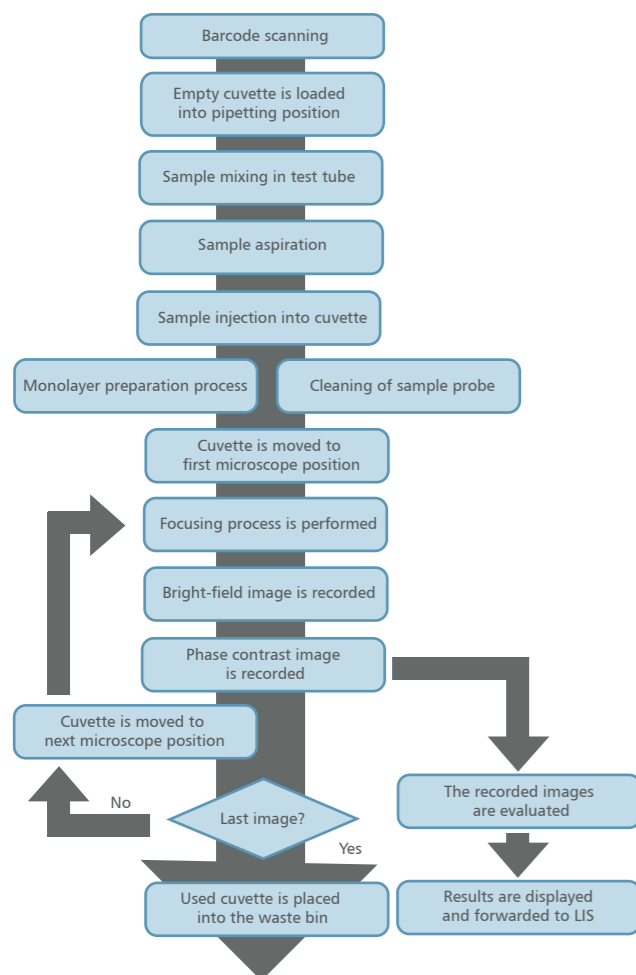 Barcode scanning
Empty cuvette is loaded
into pipetting position
Sample mixing in test tube
Sample aspiration
Sample injection into cuvette
Monolayer preparation process
Cleaning of sample probe
Cuvette is moved to
first microscope position
Focusing process is performed
Bright-field image is recorded
Phase contrast image
is recorded
Cuvette is moved to
next microscope position
No
Last image?
Yes
The recorded images
are evaluated
Used cuvette is placed
into the waste bin
Results are displayed
and forwarded to LIS